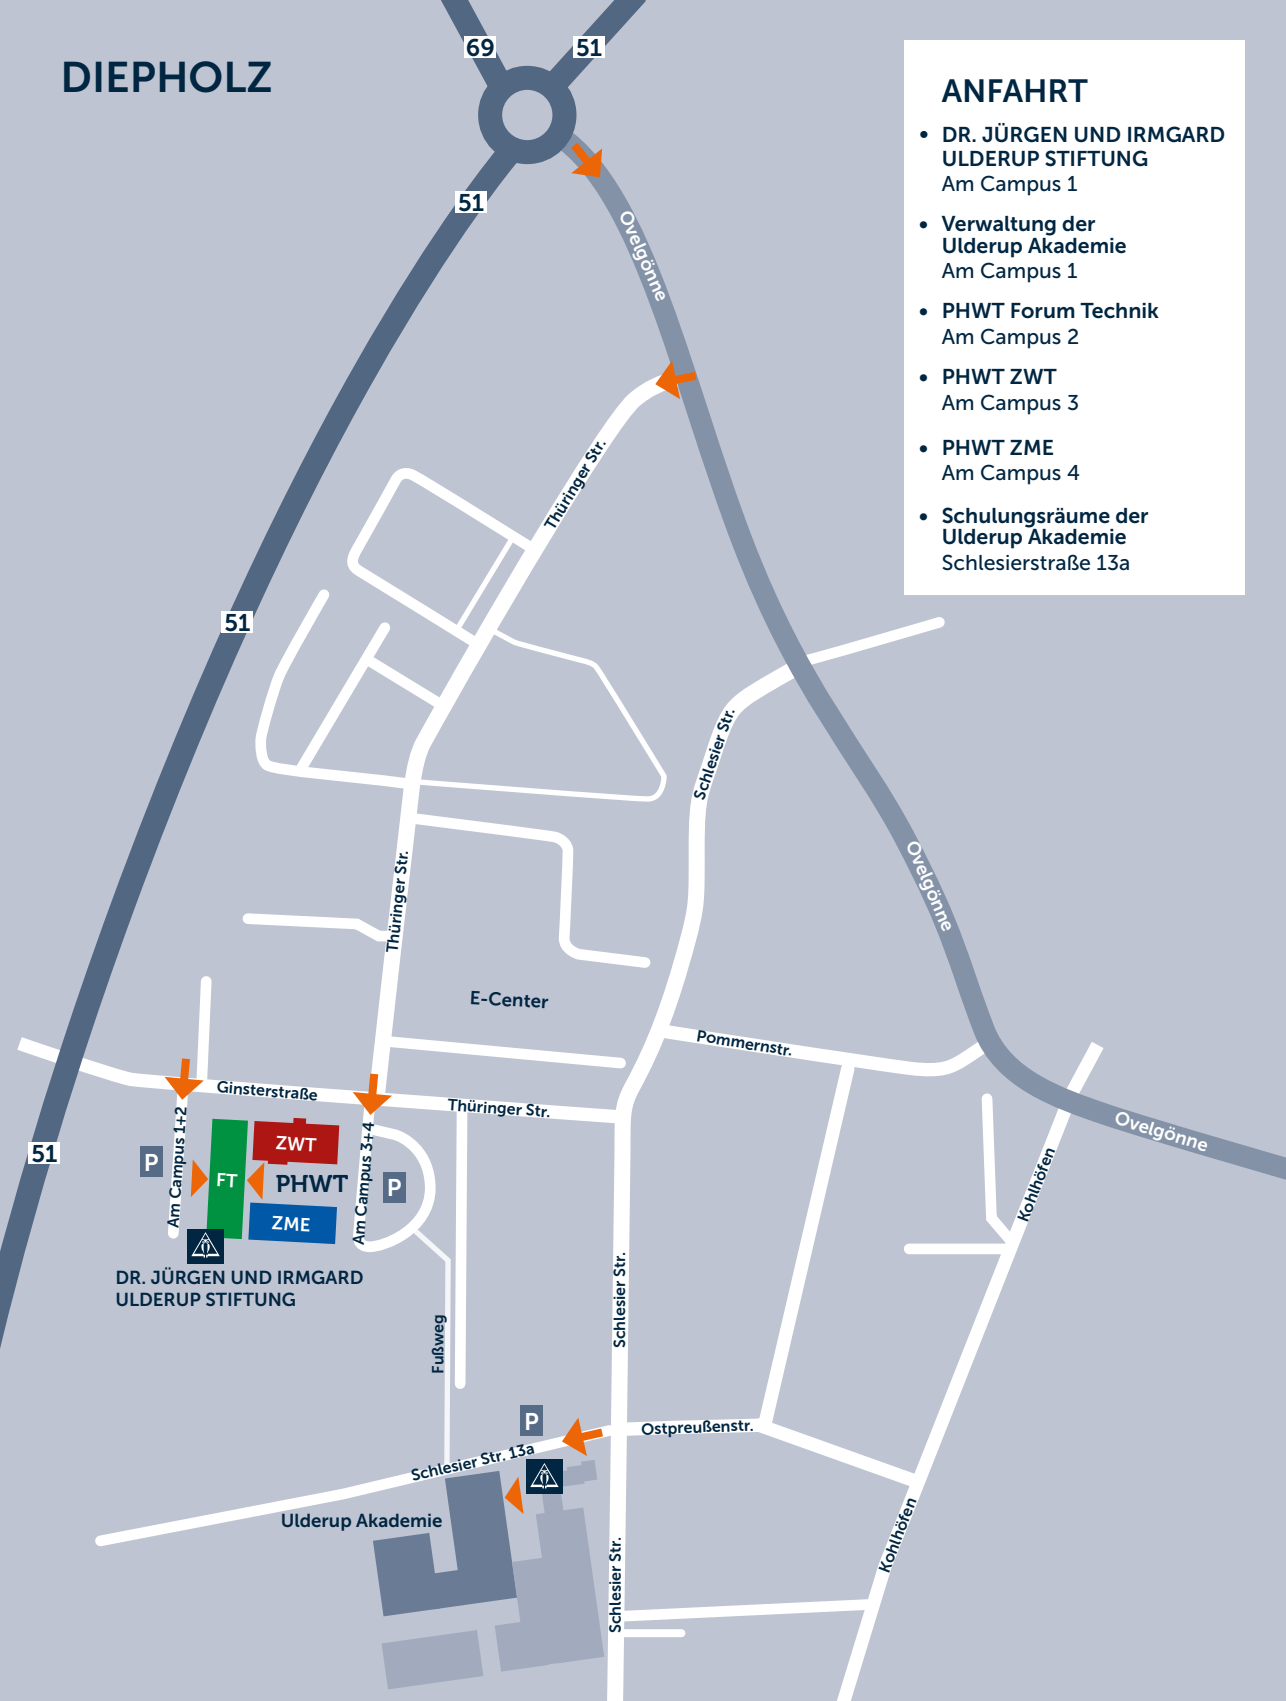 DIEPHOLZ
69
51
51
Ovelgönne
ANFAHRT
• DR. JÜRGEN UND IRMGARD
ULDERUP STIFTUNG
Am Campus 1
• Verwaltung der
Ulderup Akademie
Am Campus 1
• PHWT Forum Technik
Am Campus 2
• PHWT ZWT
Am Campus 3
• PHWT ZME
Am Campus 4
• Schulungsräume der
Ulderup Akademie
Schlesierstraße 13a
Thüringer Str.
51
Schlesier Str.
Thüringer Str.
Ovelgönne
E-Center
Pommernstr.
Ginsterstraße
Thüringer Str.
Ovelgönne
51
P
Am Campus 1+2
FT
ZWT
PHWT
ZME
Am Campus 3+4
P
Kohlhöfen
DR. JÜRGEN UND IRMGARD
ULDERUP STIFTUNG
Fußweg
Schlesier Str.
P
Ostpreußenstr.
Schlesier Str. 13a
Ulderup Akademie
Kohlhöfen
Schlesier Str.